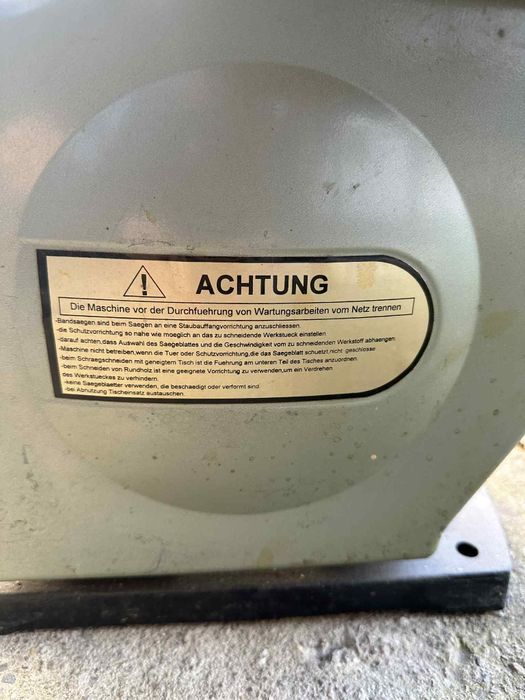 ! ACHTUNG
Die Maschine vor der Durchfuehrung von Wartungsarbeiten vom Netz trennen
-Bandsaegen sind beim Saegen an eine Staubauffangvorrichtung anzuschliessen.
-die Schutzvorrichtung so nahe wie moeglich an das zu schneidende Werkstueck einstellen
-darauf achten,dass Auswahl des Saegeblattes und die Geschwindigkeit vom zu schneidenden Werkstoff abhaengen.
-Maschine nicht betreiben,wenn die Tuer oder Schutzvorrichtung,die das Saegeblatt schuetzt,nicht geschlosse
-beim Schraegschneiden mit geneigtem Tisch ist die Fuehrung am unteren Teil des Tisches anzuordnen.
-beim Schneiden von Rundholz ist eine geeignete Vorrichtung zu verwenden,um ein Verdrehen
des Werkstueckes zu verhindern.
-keine Saegeblaetter verwenden, die beschaedigt oder verformt sind.
-bei Abnutzung Tischeinsatz austauschen.